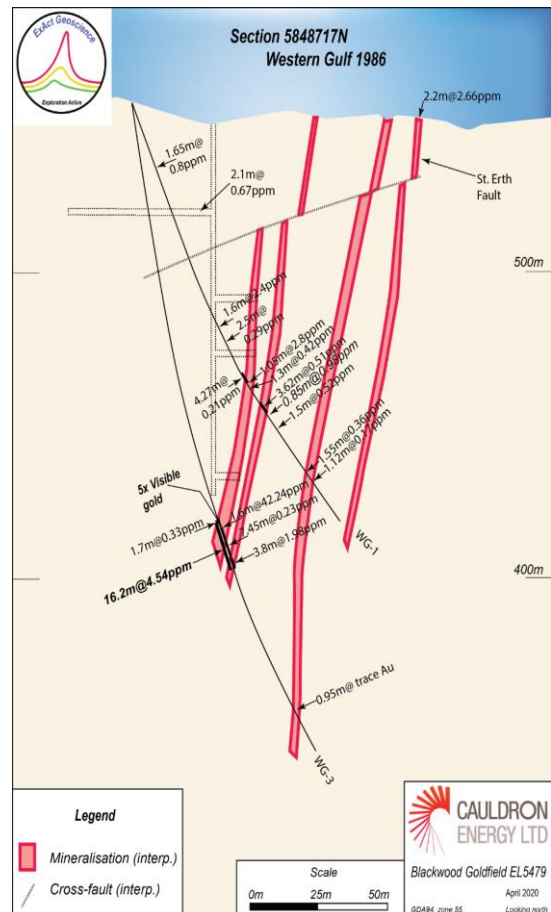 ExAct Geoscience
Exploration Active
Section 5848717N
Western Gulf 1986
2.2m@2.66ppm
1.65m@
0.8ppm
St. Erth
Fault
2.1m@
0.67ppm
500m
1.6m@2.4ppm
2.5m@
0.29ppm
1.08m@2.8ppm
1.3m@0.42ppm
4.27m@
0.21ppm
3.62m@0.51ppm
0.85m@0.98ppm
1.5m@0.52ppm
1.55m@0.36ppm
1.12m@0.17ppm
5x Visible
gold
1.6m@42.24ppm
WG-1
1.7m@0.33ppm
2.45m@0.23ppm
3.8m@1.98ppm
16.2m@4.54ppm
400m
0.95m@ trace Au
WG-3
Legend
Mineralisation (interp.)
Cross-fault (interp.)
Scale
0m 25m 50m
CAULDRON
ENERGY LTD
Blackwood Goldfield EL5479
April 2020
GDA94, zone 55 Looking north